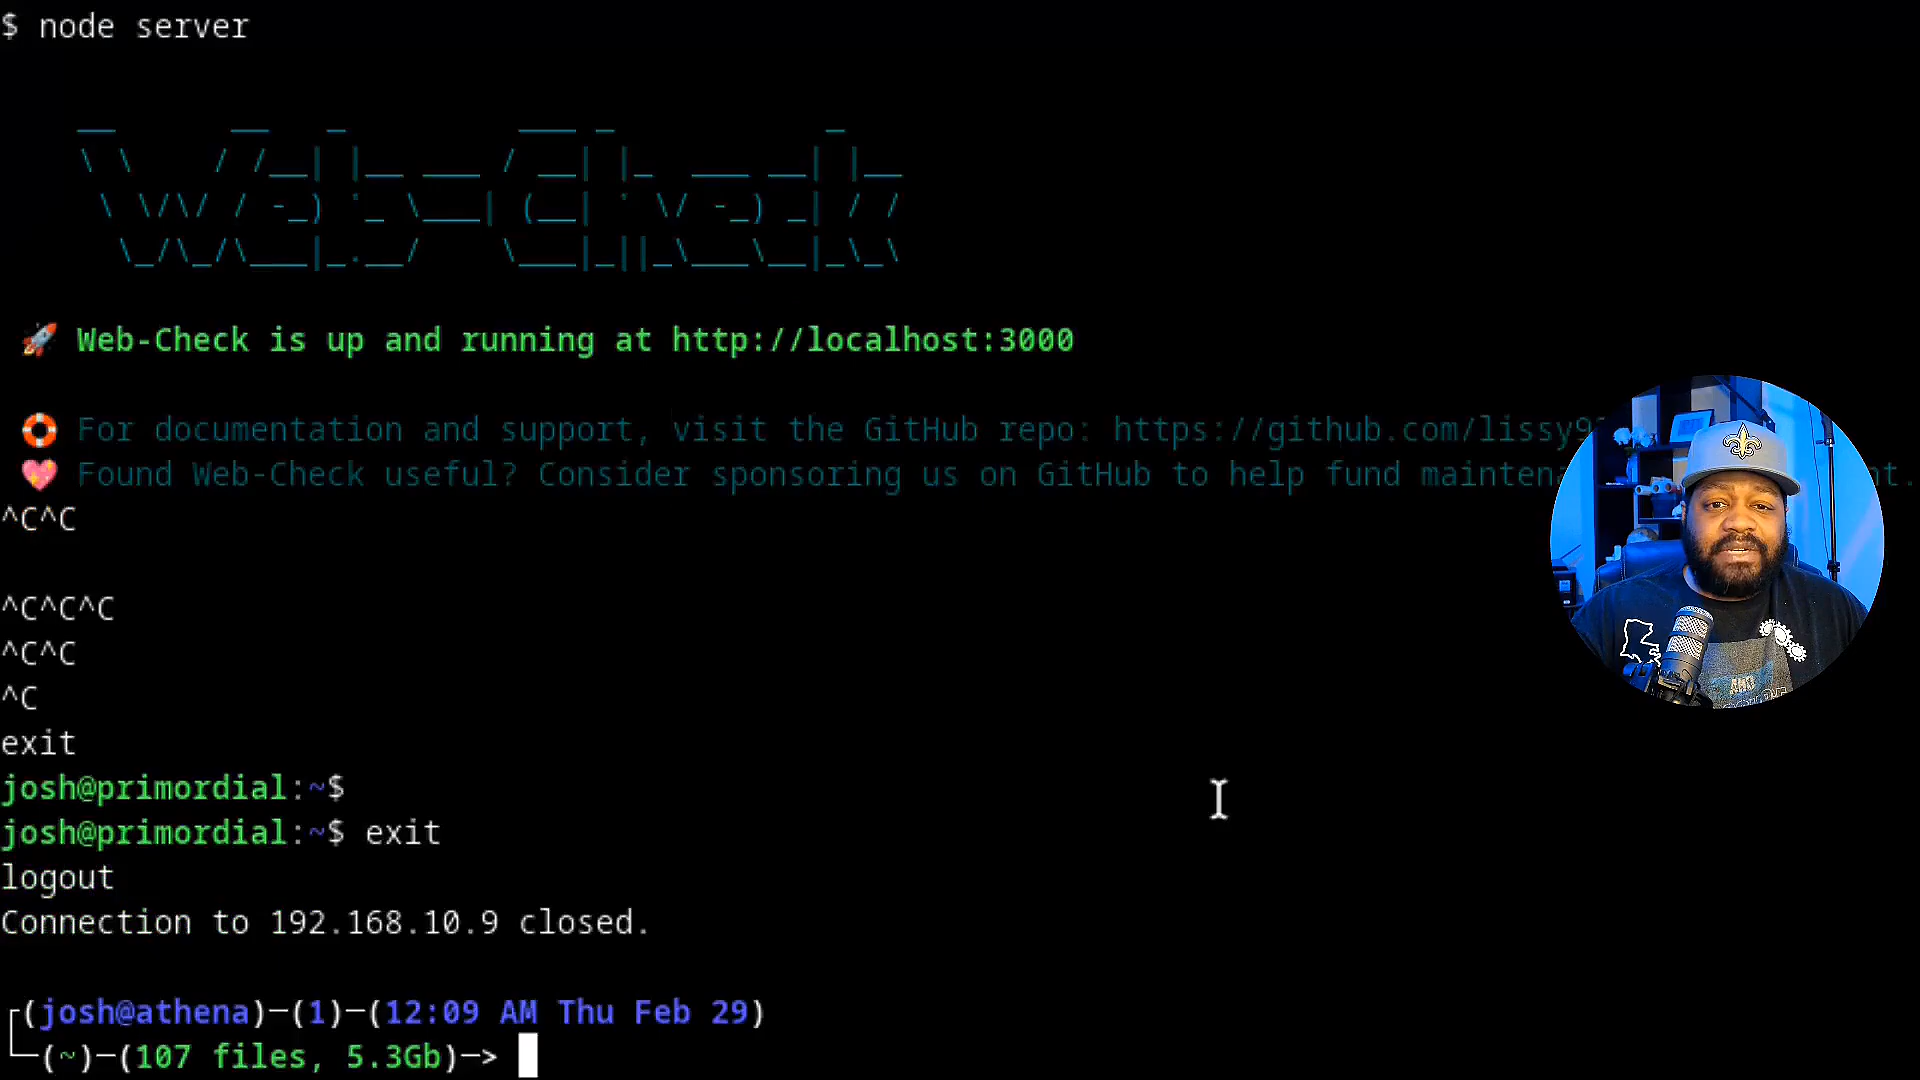 $ node server
Web-Check
🚀 Web-Check is up and running at http://localhost:3000
🛟 For documentation and support, visit the GitHub repo: https://github.com/lissy9
💖 Found Web-Check useful? Consider sponsoring us on GitHub to help fund
^C^C
^C^C^C
^C^C
^C
exit
josh@primordial:~$
josh@primordial:~$ exit
logout
Connection to 192.168.10.9 closed.
┌(josh@athena)─(1)─(12:09 AM Thu Feb 29)
└─(~)─(107 files, 5.3Gb)─>
AND